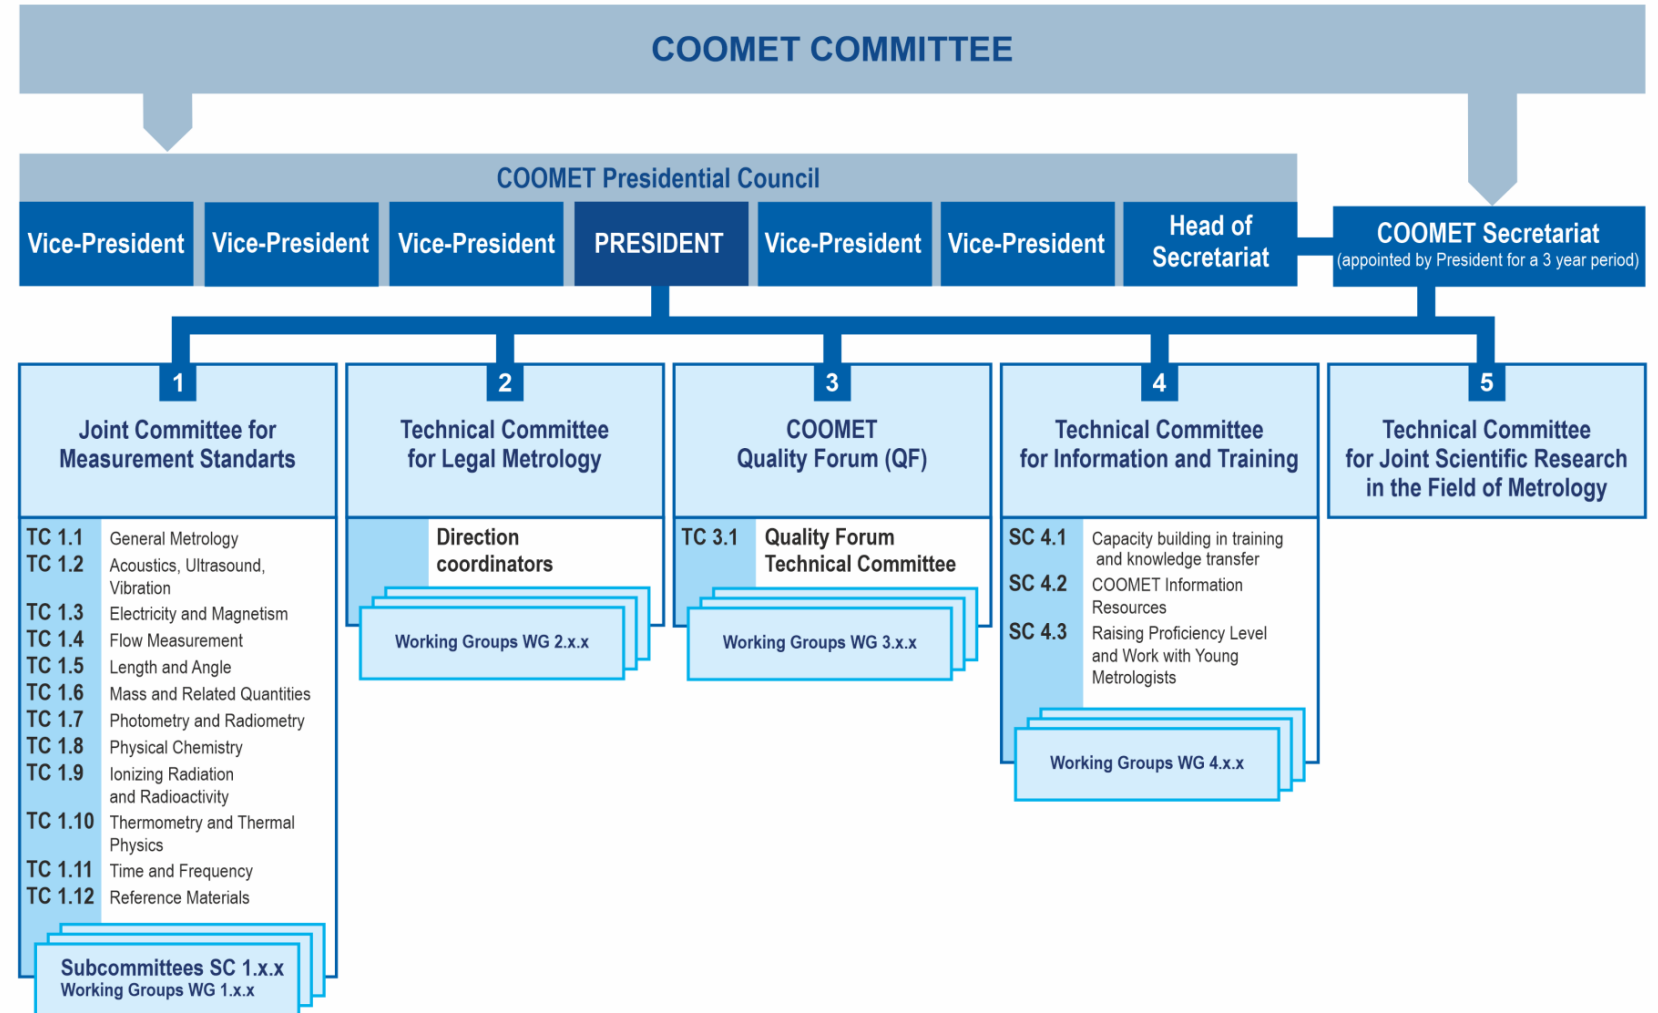 COOMET COMMITTEE
COOMET Presidential Council
Vice-President
Vice-President
Vice-President
PRESIDENT
Vice-President
Vice-President
Head of
Secretariat
COOMET Secretariat
(appointed by President for a 3 year period)
1
Joint Committee for
Measurement Standarts
TC 1.1 General Metrology
TC 1.2 Acoustics, Ultrasound,
Vibration
TC 1.3 Electricity and Magnetism
TC 1.4 Flow Measurement
TC 1.5 Length and Angle
TC 1.6 Mass and Related Quantities
TC 1.7 Photometry and Radiometry
TC 1.8 Physical Chemistry
TC 1.9 Ionizing Radiation
and Radioactivity
TC 1.10 Thermometry and Thermal
Physics
TC 1.11 Time and Frequency
TC 1.12 Reference Materials
Subcommittees SC 1.x.x
Working Groups WG 1.x.x
2
Technical Committee
for Legal Metrology
Direction
coordinators
Working Groups WG 2.x.x
3
COOMET
Quality Forum (QF)
TC 3.1 Quality Forum
Technical Committee
Working Groups WG 3.x.x
4
Technical Committee
for Information and Training
SC 4.1 Capacity building in training
and knowledge transfer
SC 4.2 COOMET Information
Resources
SC 4.3 Raising Proficiency Level
and Work with Young
Metrologists
Working Groups WG 4.x.x
5
Technical Committee
for Joint Scientific Research
in the Field of Metrology